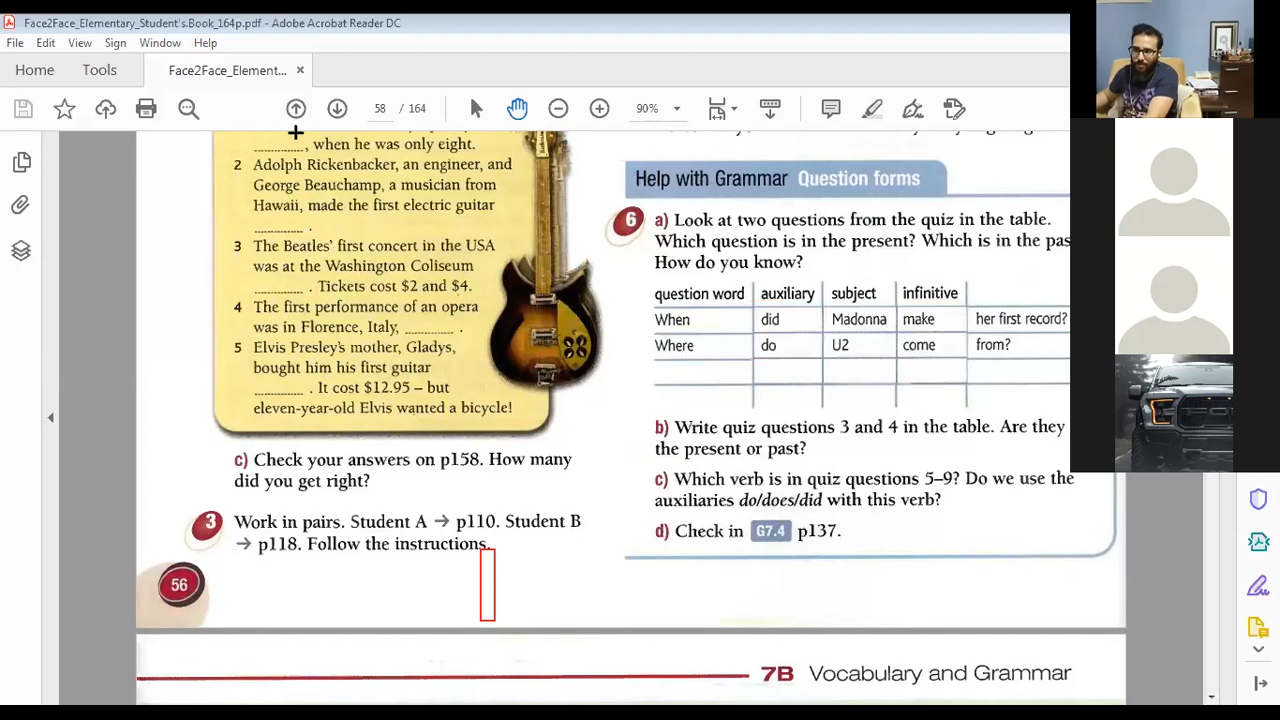 Face2Face_Elementary_Student's.Book_164p.pdf - Adobe Acrobat Reader DC
File Edit View Sign Window Help
Home Tools Face2Face_Element... ×
58 / 164 90%
, when he was only eight.
2 Adolph Rickenbacker, an engineer, and
George Beauchamp, a musician from
Hawaii, made the first electric guitar
.
3 The Beatles' first concert in the USA
was at the Washington Coliseum
. Tickets cost $2 and $4.
4 The first performance of an opera
was in Florence, Italy, .
5 Elvis Presley's mother, Gladys,
bought him his first guitar
. It cost $12.95 – but
eleven-year-old Elvis wanted a bicycle!
c) Check your answers on p158. How many
did you get right?
3 Work in pairs. Student A → p110. Student B
→ p118. Follow the instructions.
56
Help with Grammar Question forms
6 a) Look at two questions from the quiz in the table.
Which question is in the present? Which is in the pas
How do you know?
question word auxiliary subject infinitive
When did Madonna make her first record?
Where do U2 come from?
b) Write quiz questions 3 and 4 in the table. Are they
the present or past?
c) Which verb is in quiz questions 5–9? Do we use the
auxiliaries do/does/did with this verb?
d) Check in G7.4 p137.
7B Vocabulary and Grammar